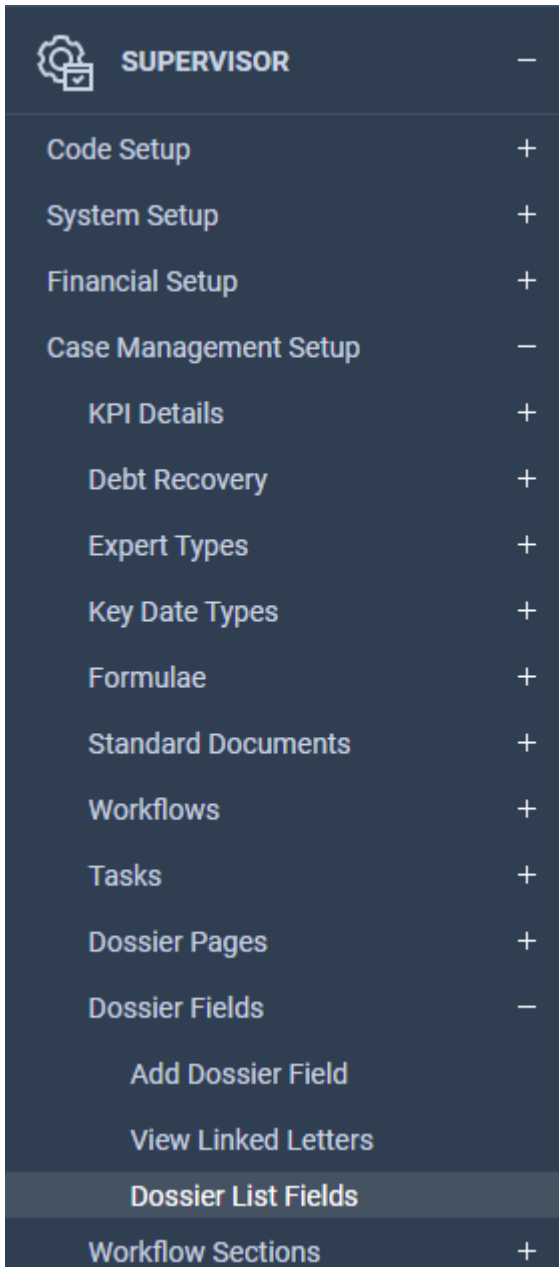 SUPERVISOR −
Code Setup +
System Setup +
Financial Setup +
Case Management Setup −
KPI Details +
Debt Recovery +
Expert Types +
Key Date Types +
Formulae +
Standard Documents +
Workflows +
Tasks +
Dossier Pages +
Dossier Fields −
Add Dossier Field
View Linked Letters
Dossier List Fields
Workflow Sections +